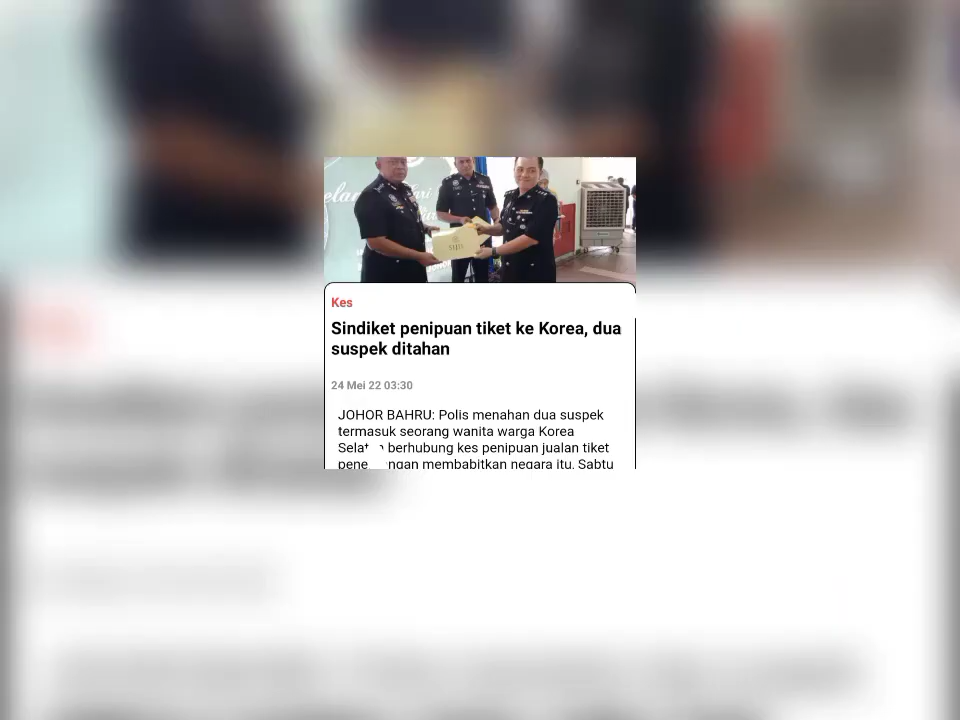 Kes
Sindiket penipuan tiket ke Korea, dua
suspek ditahan
24 Mei 22 03:30
JOHOR BAHRU: Polis menahan dua suspek
termasuk seorang wanita warga Korea
berhubung kes penipuan jualan tiket
membabitkan negara itu. Sabtu